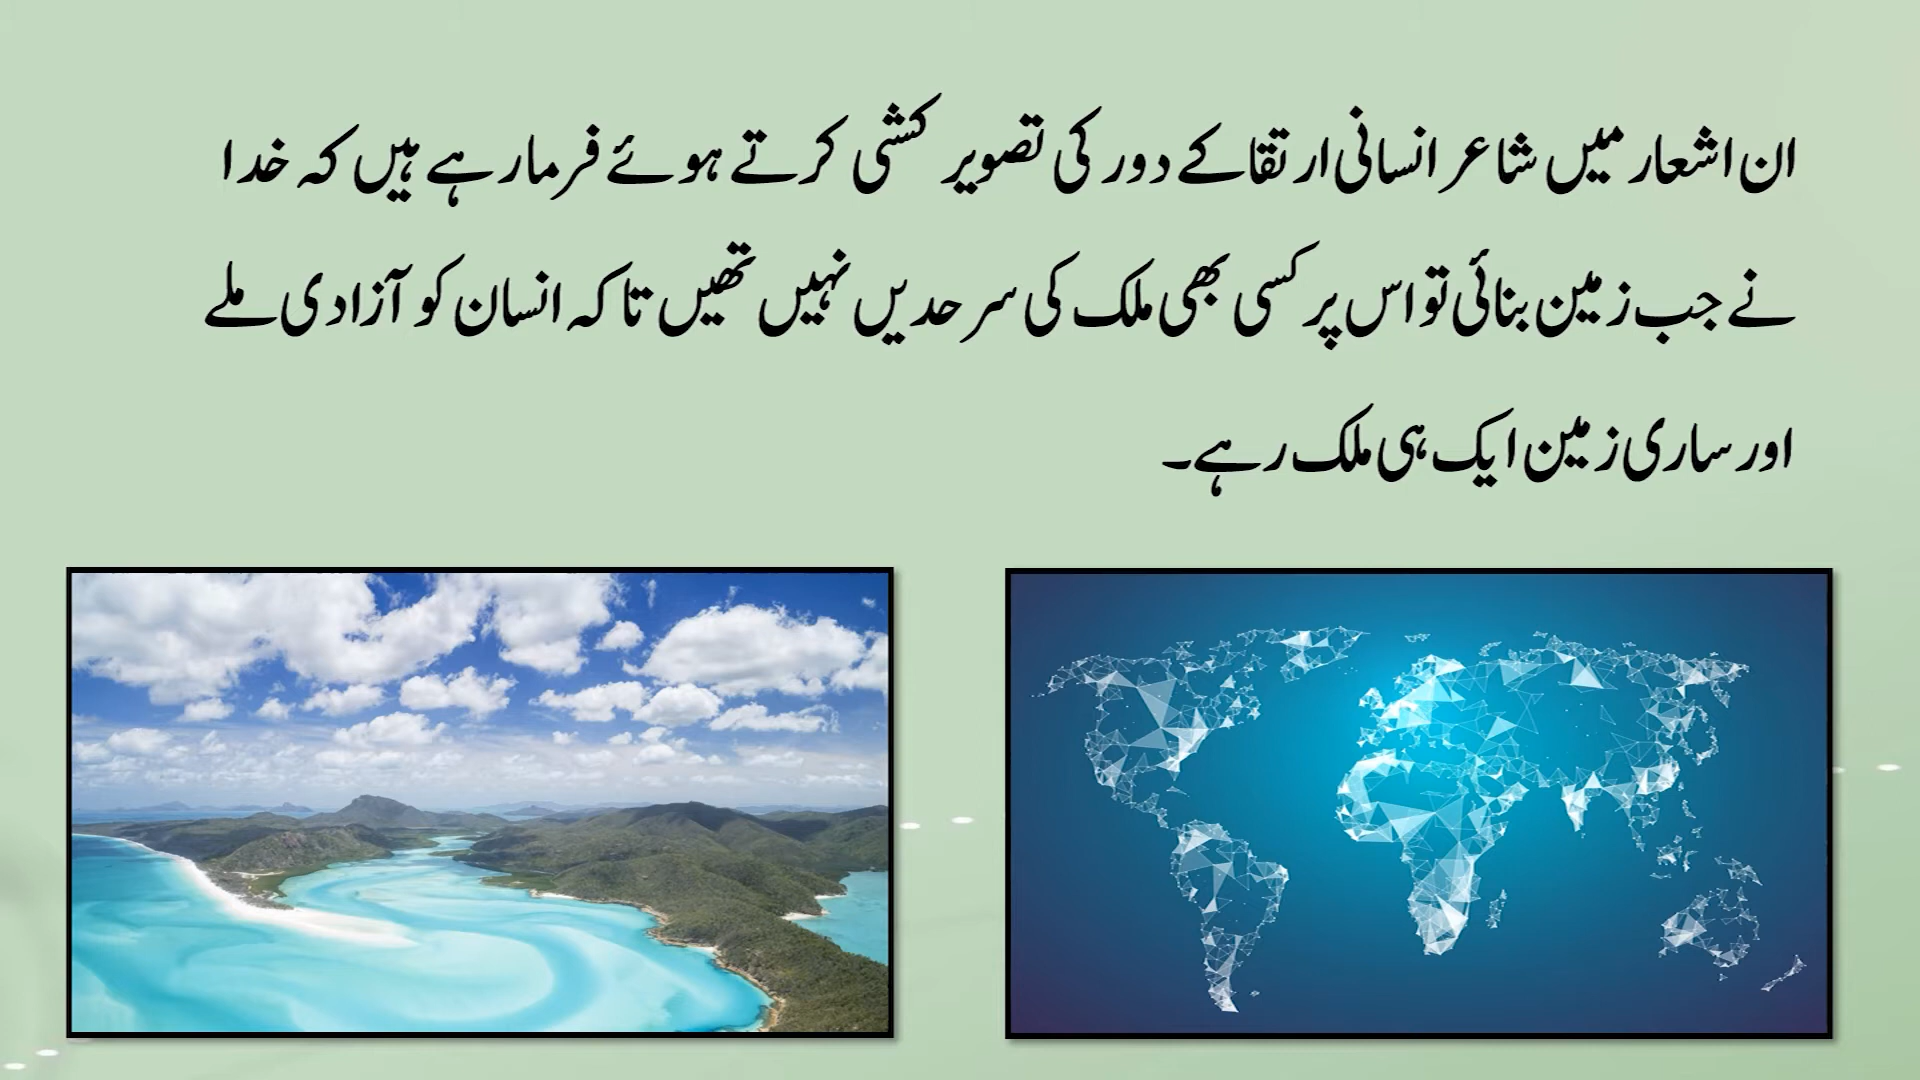 ان اشعار میں شاعر انسانی ارتقا کے دور کی تصویر کشی کرتے ہوئے فرما رہے ہیں کہ خدا
نے جب زمین بنائی تو اس پر کسی بھی ملک کی سرحدیں نہیں تھیں تاکہ انسان کو آزادی ملے
اور ساری زمین ایک ہی ملک رہے۔